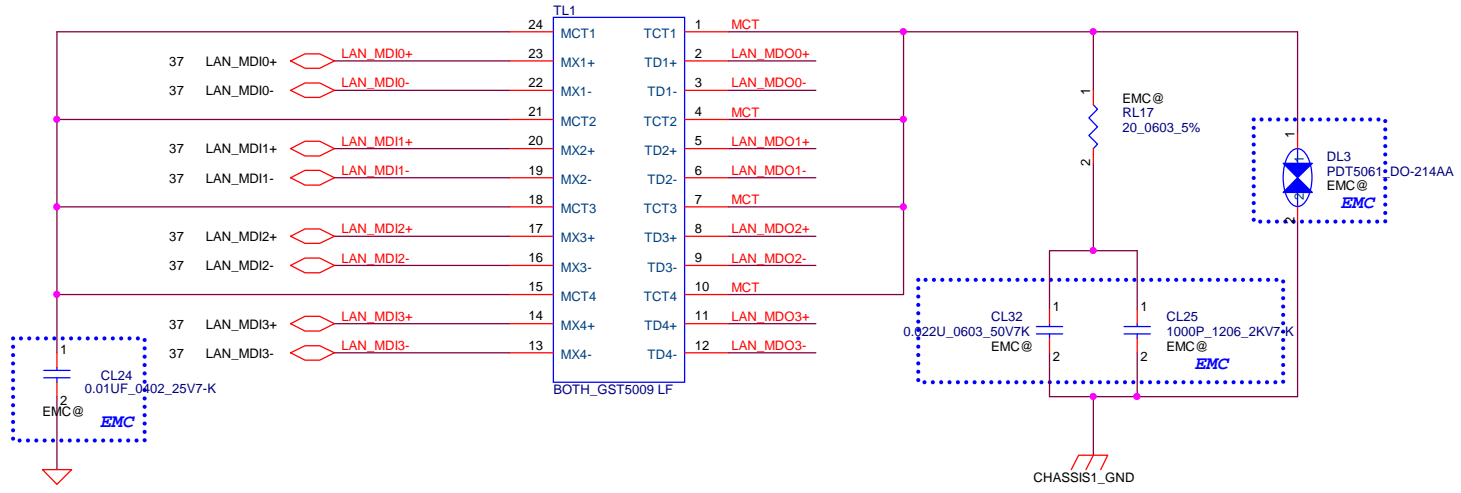 TL1
24 MCT1 TCT1 1 MCT
37 LAN_MDI0+ LAN_MDI0+ 23 MX1+ TD1+ 2 LAN_MDO0+
37 LAN_MDI0- LAN_MDI0- 22 MX1- TD1- 3 LAN_MDO0-
21 MCT2 TCT2 4 MCT
37 LAN_MDI1+ LAN_MDI1+ 20 MX2+ TD2+ 5 LAN_MDO1+
37 LAN_MDI1- LAN_MDI1- 19 MX2- TD2- 6 LAN_MDO1-
18 MCT3 TCT3 7 MCT
37 LAN_MDI2+ LAN_MDI2+ 17 MX3+ TD3+ 8 LAN_MDO2+
37 LAN_MDI2- LAN_MDI2- 16 MX3- TD3- 9 LAN_MDO2-
15 MCT4 TCT4 10 MCT
37 LAN_MDI3+ LAN_MDI3+ 14 MX4+ TD4+ 11 LAN_MDO3+
37 LAN_MDI3- LAN_MDI3- 13 MX4- TD4- 12 LAN_MDO3-
BOTH_GST5009 LF
1
CL24
0.01UF_0402_25V7-K
2
EMC@
EMC
1
EMC@
RL17
20_0603_5%
2
1
1
DL3
PDT5061_DO-214AA
EMC@
EMC
2
2
1
CL32
0.022U_0603_50V7K
EMC@
2
1
CL25
1000P_1206_2KV7-K
EMC@
2
EMC
CHASSIS1_GND